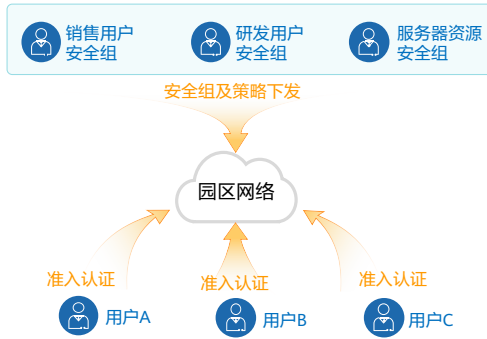 销售用户
安全组
研发用户
安全组
服务器资源
安全组
安全组及策略下发
园区网络
准入认证
准入认证
准入认证
用户A
用户B
用户C